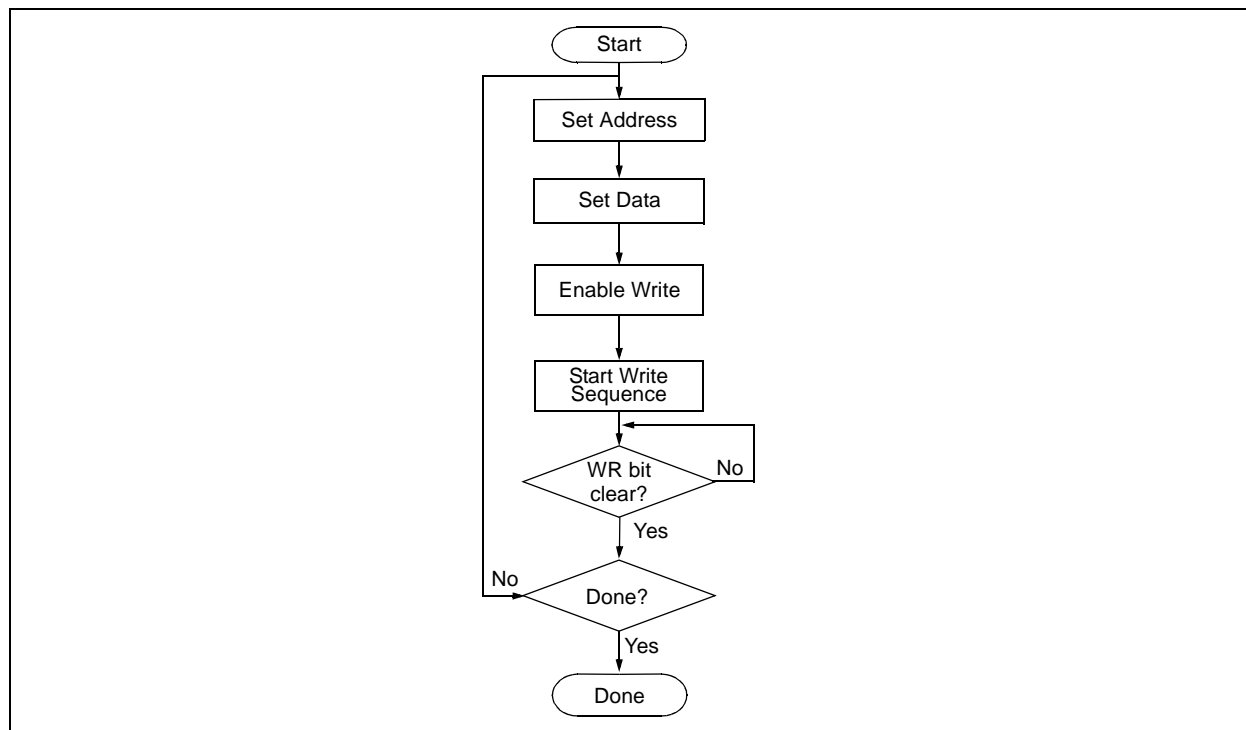 Start
Set Address
Set Data
Enable Write
Start Write
Sequence
WR bit
clear?
No
Yes
No
Done?
Yes
Done